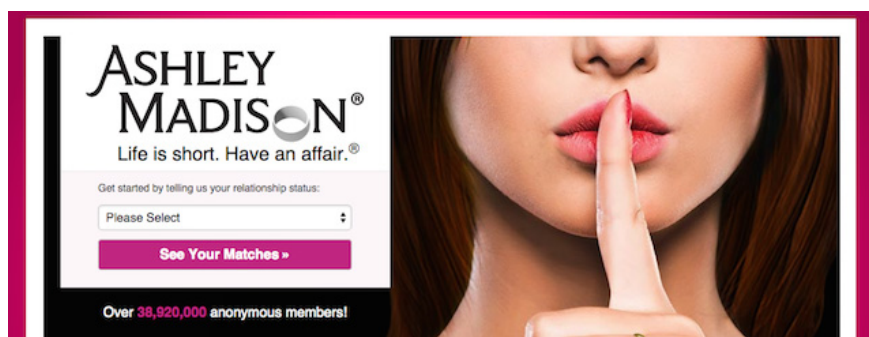 ASHLEY
MADISON®
Life is short. Have an affair.®
Get started by telling us your relationship status:
Please Select
See Your Matches »
Over 38,920,000 anonymous members!